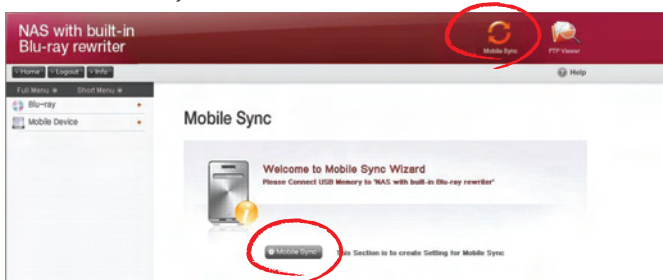 NAS with built-in
Blu-ray rewriter
Mobile Sync
FTP Viewer
Home
Logout
Info
Help
Full Menu
Short Menu
Blu-ray
Mobile Device
Mobile Sync
Welcome to Mobile Sync Wizard
Please Connect USB Memory to 'NAS with built-in Blu-ray rewriter'
Mobile Sync
This Section is to create Setting for Mobile Sync